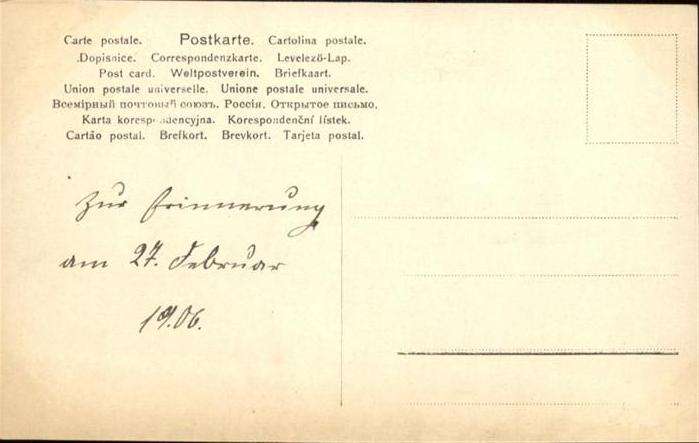 Carte postale. Postkarte. Cartolina postale.
Dopisnice. Correspondenzkarte. Levelező-Lap.
Post card. Weltpostverein. Briefkaart.
Union postale universelle. Unione postale universale.
Всемірный почтовый союзъ. Россія. Открытое письмо.
Karta korespondencyjna. Korespondenční lístek.
Cartão postal. Brefkort. Brevkort. Tarjeta postal.
Zur Erinnerung
am 27. Februar
1906.